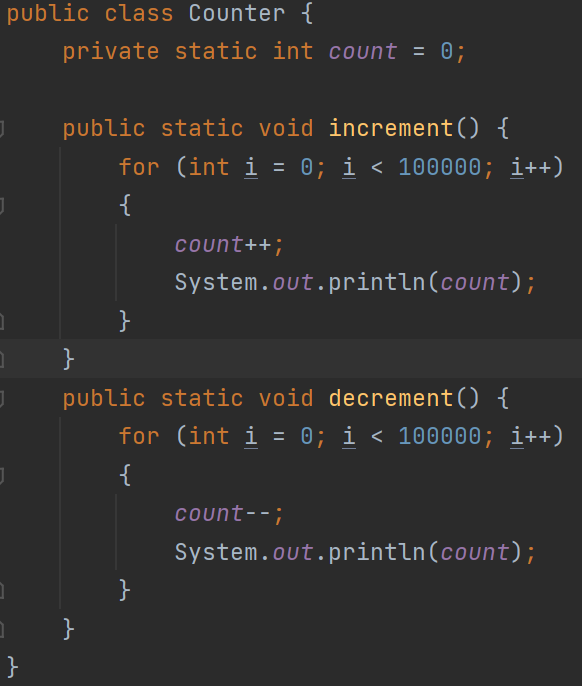 public class Counter {
    private static int count = 0;

    public static void increment() {
        for (int i = 0; i < 100000; i++)
        {
            count++;
            System.out.println(count);
        }
    }
    public static void decrement() {
        for (int i = 0; i < 100000; i++)
        {
            count--;
            System.out.println(count);
        }
    }
}